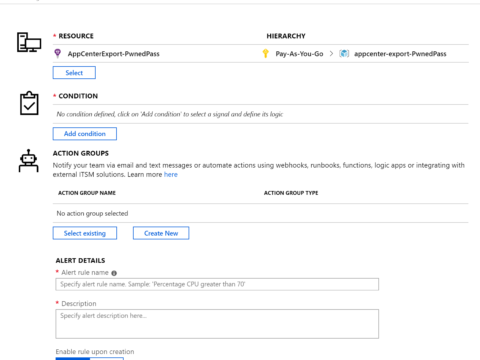 * RESOURCE
HIERARCHY
AppCenterExport-PwnedPass
Pay-As-You-Go > appcenter-export-PwnedPass
Select
* CONDITION
No condition defined, click on 'Add condition' to select a signal and define its logic
Add condition
ACTION GROUPS
Notify your team via email and text messages or automate actions using webhooks, runbooks, functions, logic apps or integrating with
external ITSM solutions. Learn more here
ACTION GROUP NAME
ACTION GROUP TYPE
No action group selected
Select existing
Create New
ALERT DETAILS
* Alert rule name
Specify alert rule name. Sample: 'Percentage CPU greater than 70'
* Description
Specify alert description here...
Enable rule upon creation